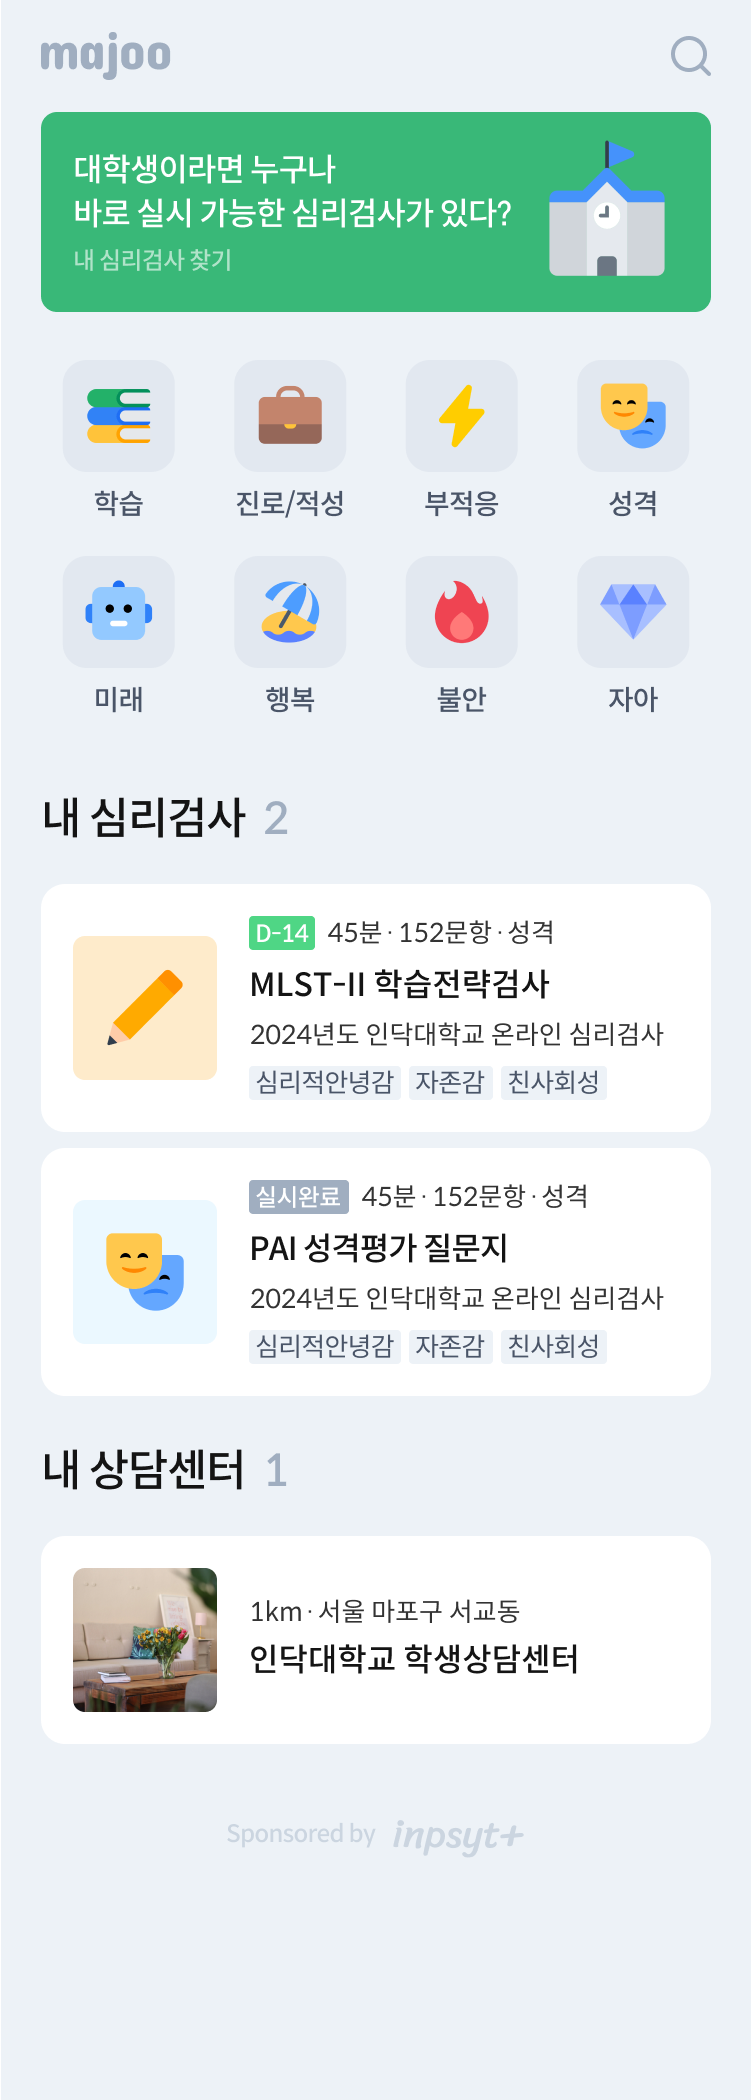 majoo
대학생이라면 누구나
바로 실시 가능한 심리검사가 있다?
내 심리검사 찾기
학습 진로/적성 부적응 성격
미래 행복 불안 자아
내 심리검사 2
D-14 45분 · 152문항 · 성격
MLST-II 학습전략검사
2024년도 인닥대학교 온라인 심리검사
심리적안녕감 자존감 친사회성
실시완료 45분 · 152문항 · 성격
PAI 성격평가 질문지
2024년도 인닥대학교 온라인 심리검사
심리적안녕감 자존감 친사회성
내 상담센터 1
1km · 서울 마포구 서교동
인닥대학교 학생상담센터
Sponsored by inpsyt+